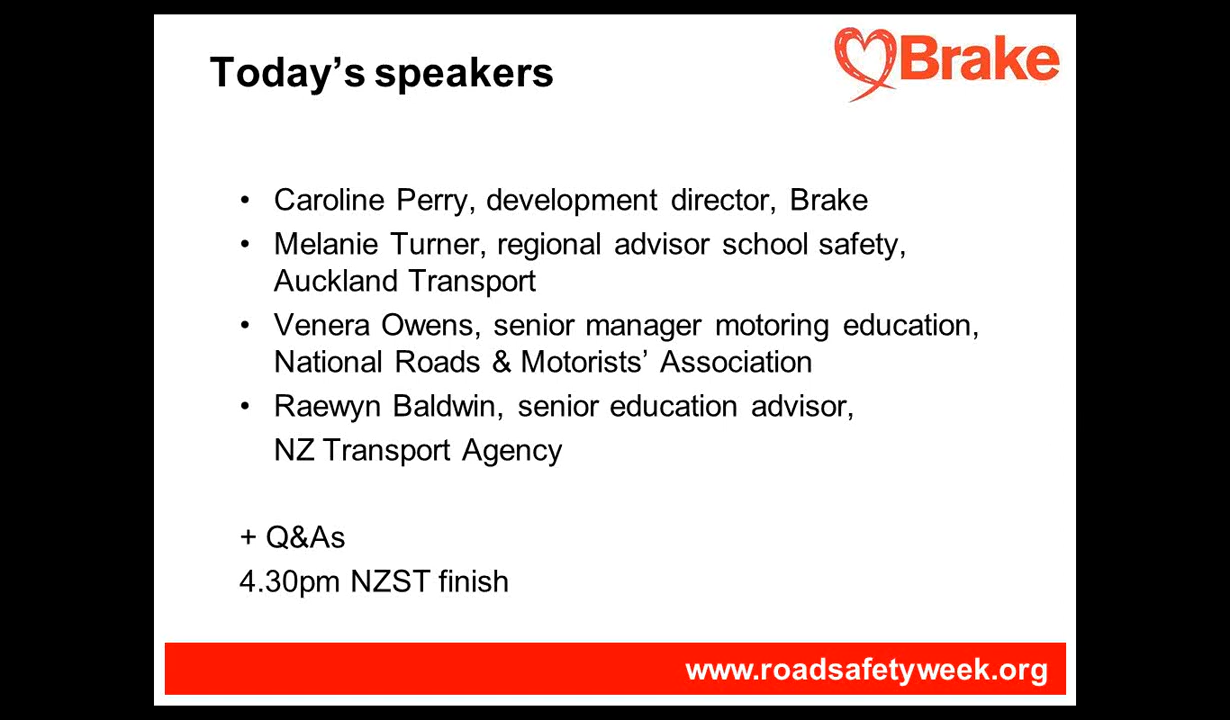 Today’s speakers
Brake
• Caroline Perry, development director, Brake
• Melanie Turner, regional advisor school safety,
Auckland Transport
• Venera Owens, senior manager motoring education,
National Roads & Motorists’ Association
• Raewyn Baldwin, senior education advisor,
NZ Transport Agency
+ Q&As
4.30pm NZST finish
www.roadsafetyweek.org